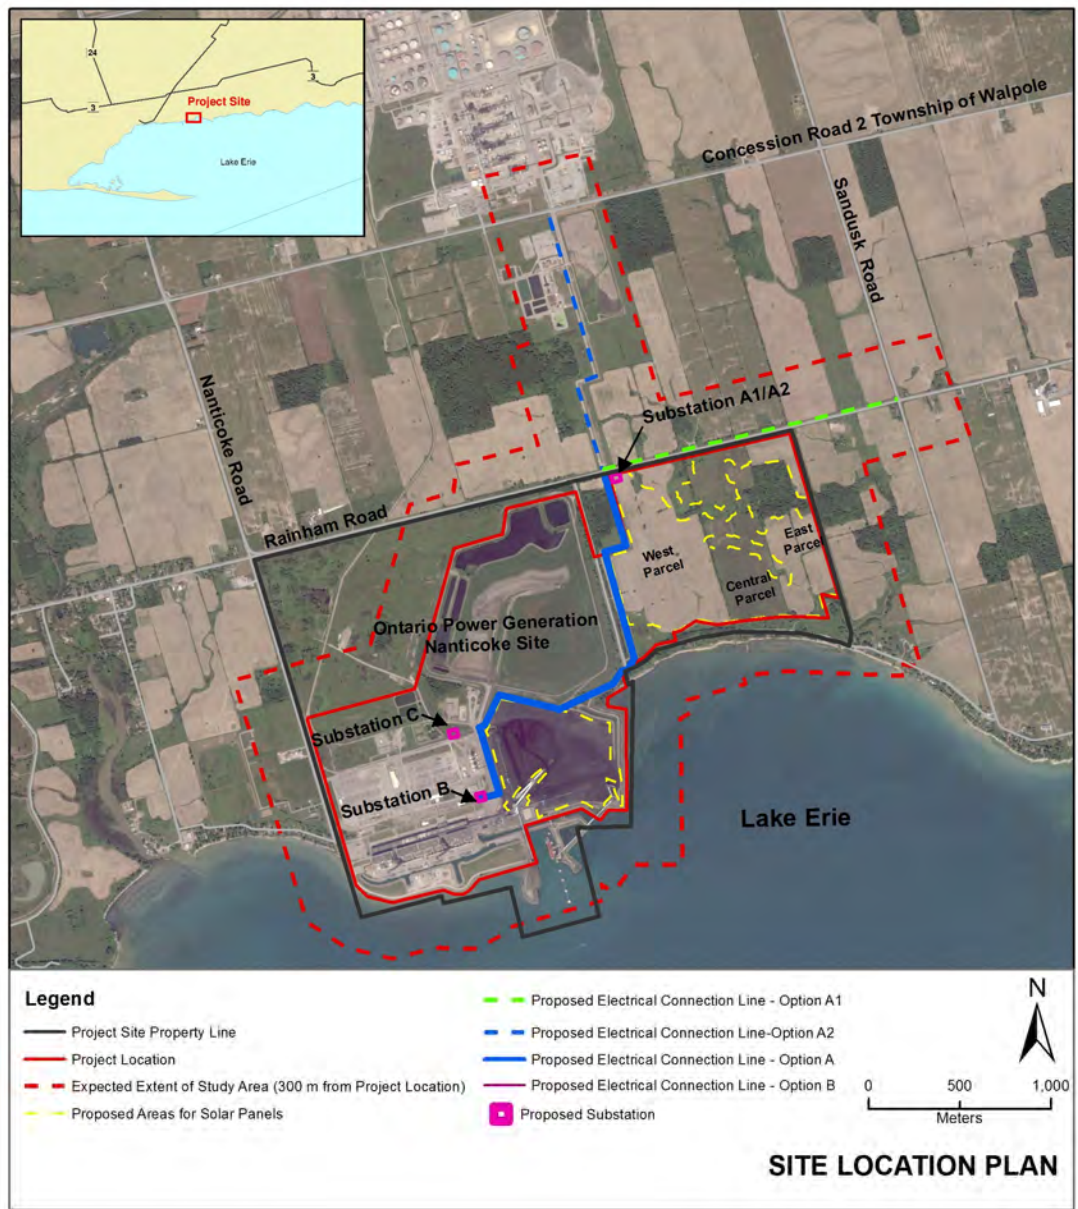 24
3
3
Project Site
Lake Erie
Concession Road 2 Township of Walpole
Sandusk Road
Nanticoke Road
Substation A1/A2
Rainham Road
West
Parcel
East
Parcel
Central
Parcel
Ontario Power Generation
Nanticoke Site
Substation C
Substation B
Lake Erie
Legend
Project Site Property Line
Project Location
Expected Extent of Study Area (300 m from Project Location)
Proposed Areas for Solar Panels
Proposed Electrical Connection Line - Option A1
Proposed Electrical Connection Line-Option A2
Proposed Electrical Connection Line - Option A
Proposed Electrical Connection Line - Option B
Proposed Substation
N
0 500 1,000
Meters
SITE LOCATION PLAN